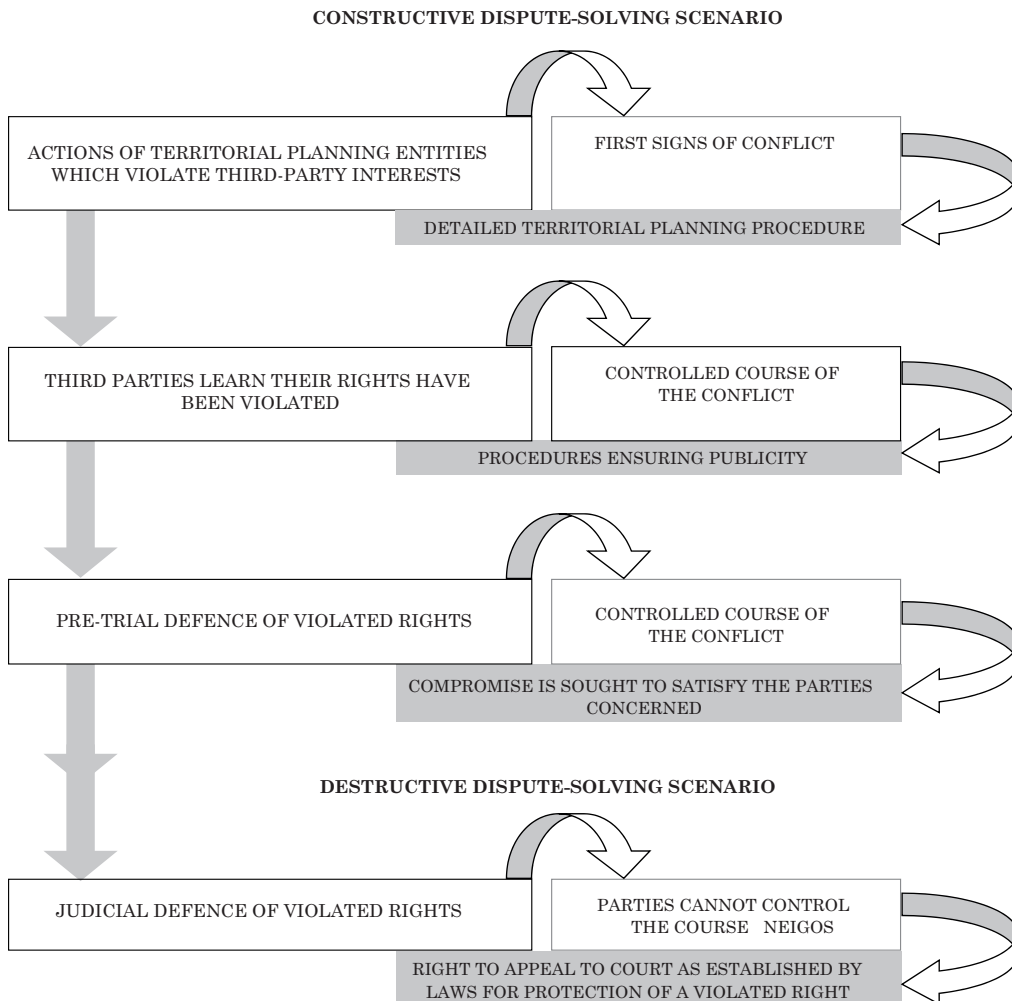 CONSTRUCTIVE DISPUTE-SOLVING SCENARIO
ACTIONS OF TERRITORIAL PLANNING ENTITIES
WHICH VIOLATE THIRD-PARTY INTERESTS
FIRST SIGNS OF CONFLICT
DETAILED TERRITORIAL PLANNING PROCEDURE
THIRD PARTIES LEARN THEIR RIGHTS HAVE
BEEN VIOLATED
CONTROLLED COURSE OF
THE CONFLICT
PROCEDURES ENSURING PUBLICITY
PRE-TRIAL DEFENCE OF VIOLATED RIGHTS
CONTROLLED COURSE OF
THE CONFLICT
COMPROMISE IS SOUGHT TO SATISFY THE PARTIES
CONCERNED
DESTRUCTIVE DISPUTE-SOLVING SCENARIO
JUDICIAL DEFENCE OF VIOLATED RIGHTS
PARTIES CANNOT CONTROL
THE COURSE NEIGOS
RIGHT TO APPEAL TO COURT AS ESTABLISHED BY
LAWS FOR PROTECTION OF A VIOLATED RIGHT